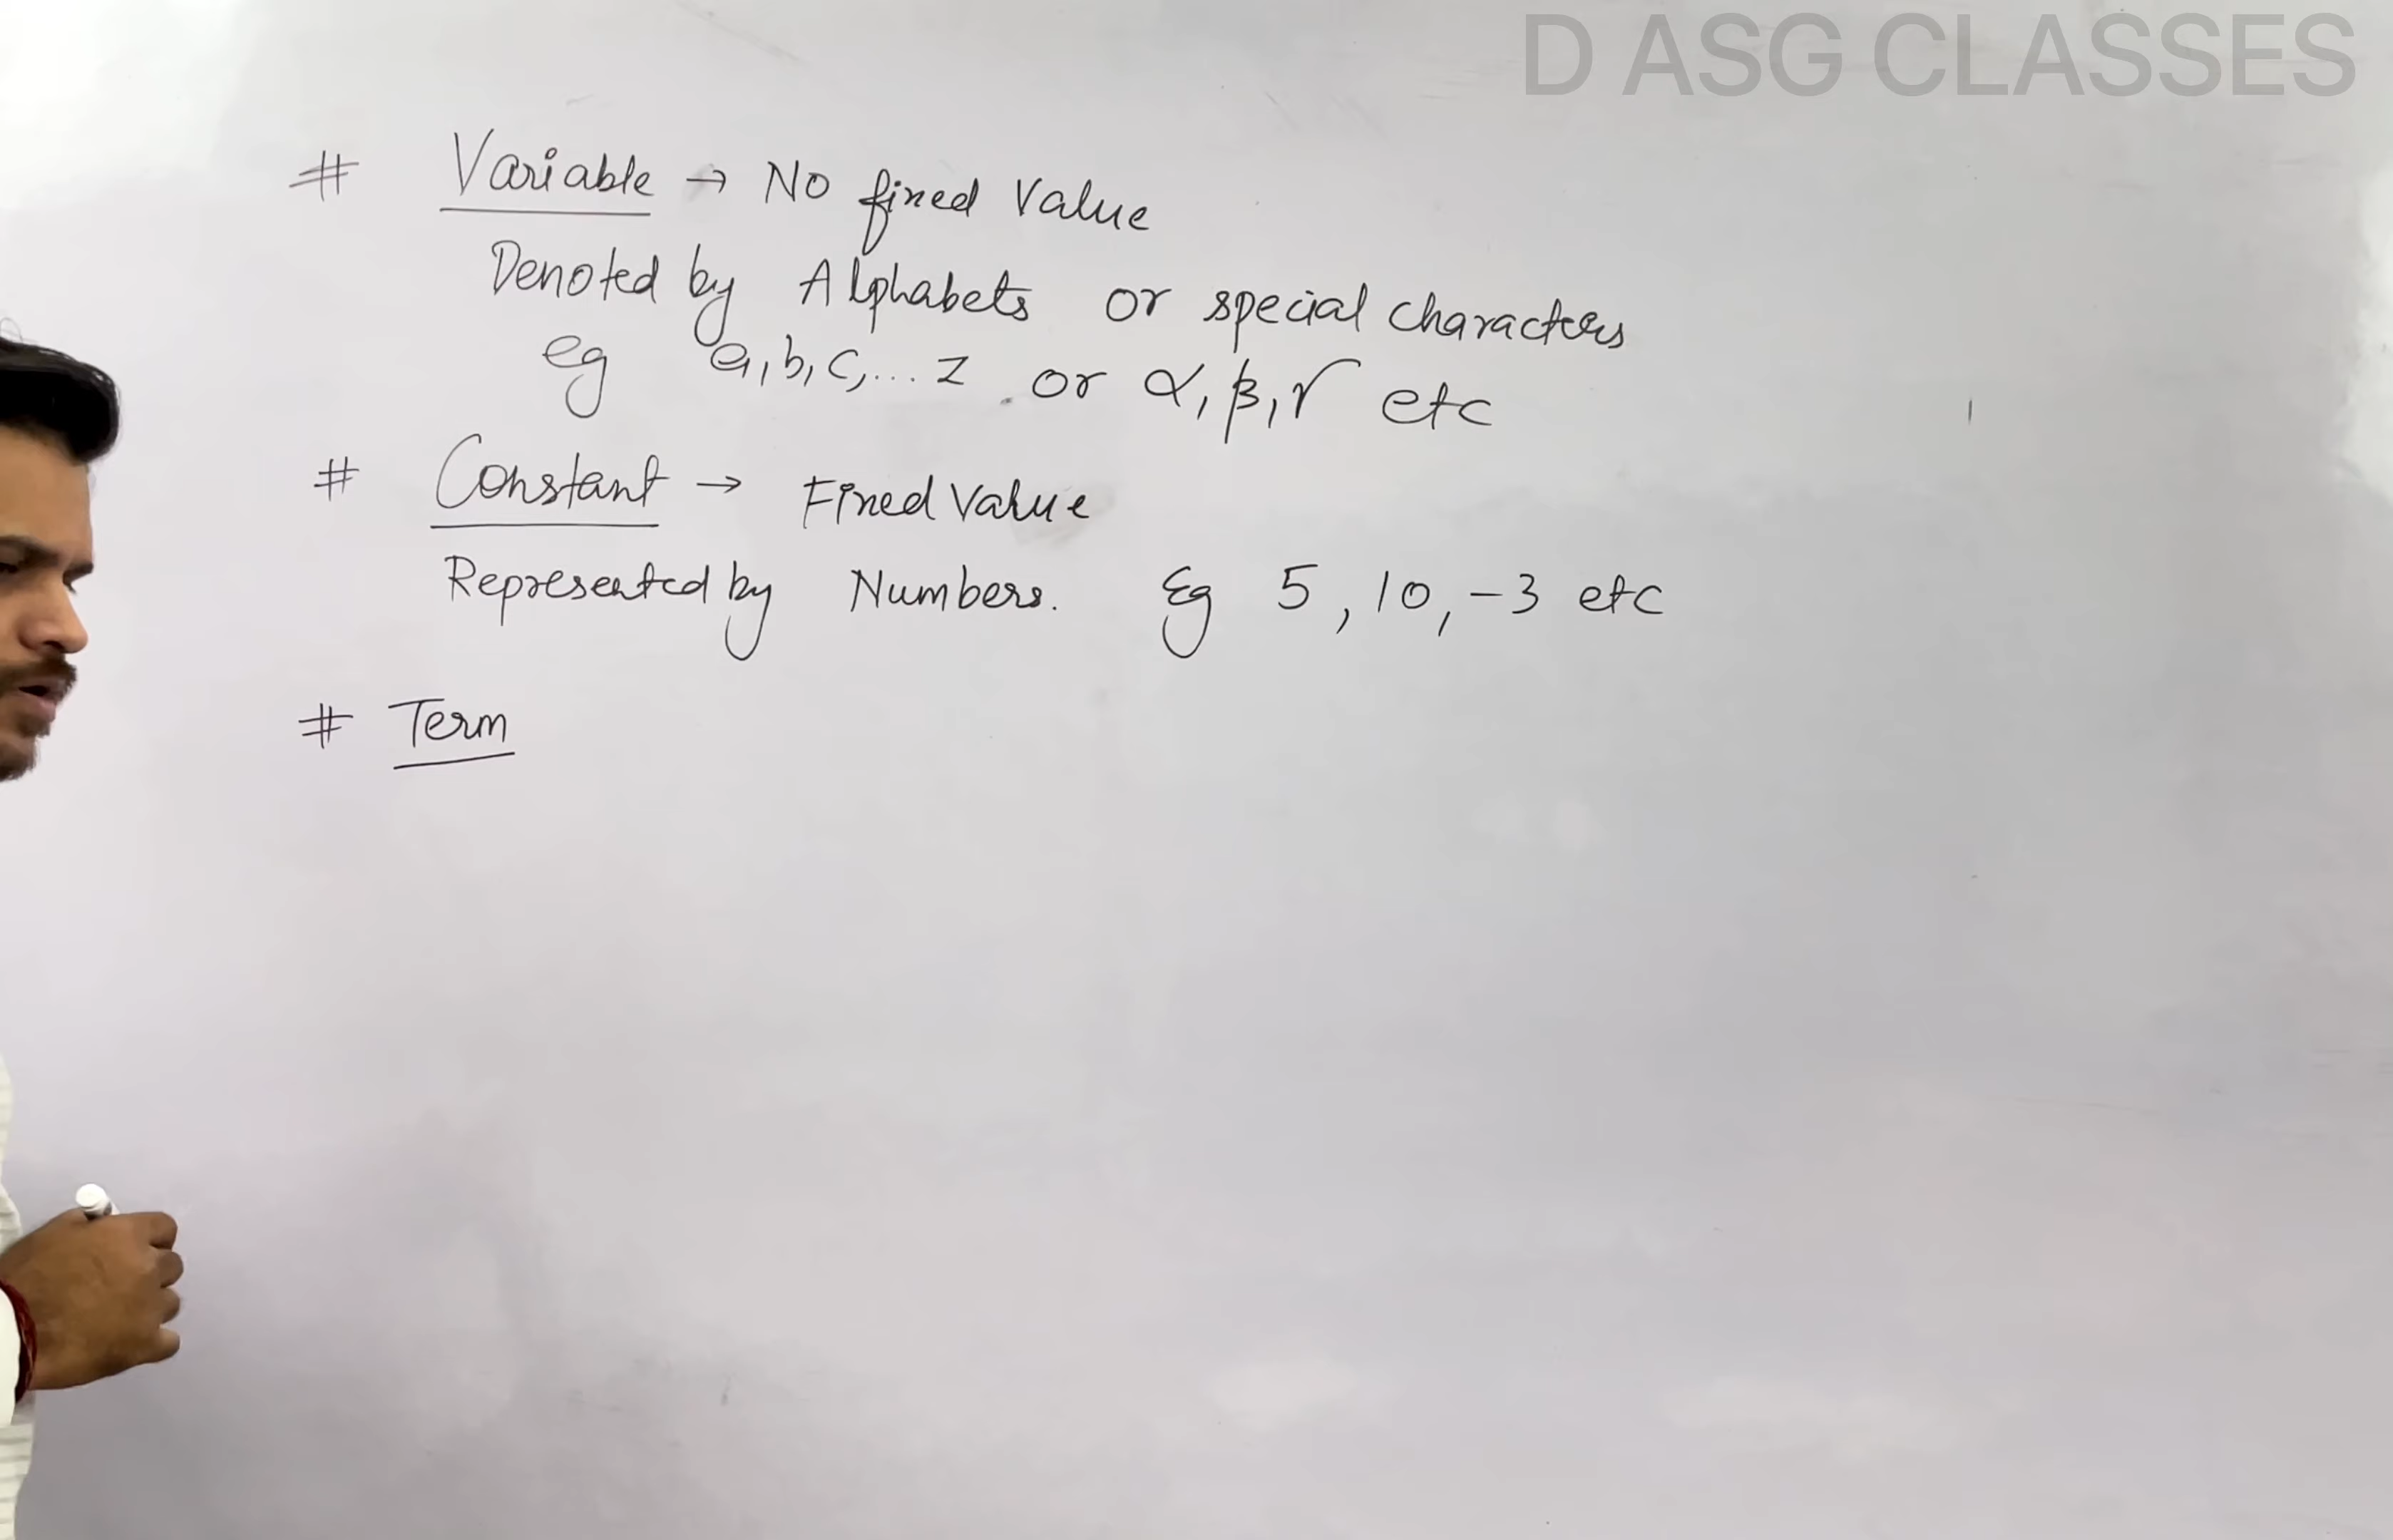 D ASG CLASSES
# Variable → No fixed Value
Denoted by Alphabets or special characters
eg a, b, c, ... z or α, β, γ etc
# Constant → Fixed Value
Represented by Numbers. Eg 5, 10, -3 etc
# Term